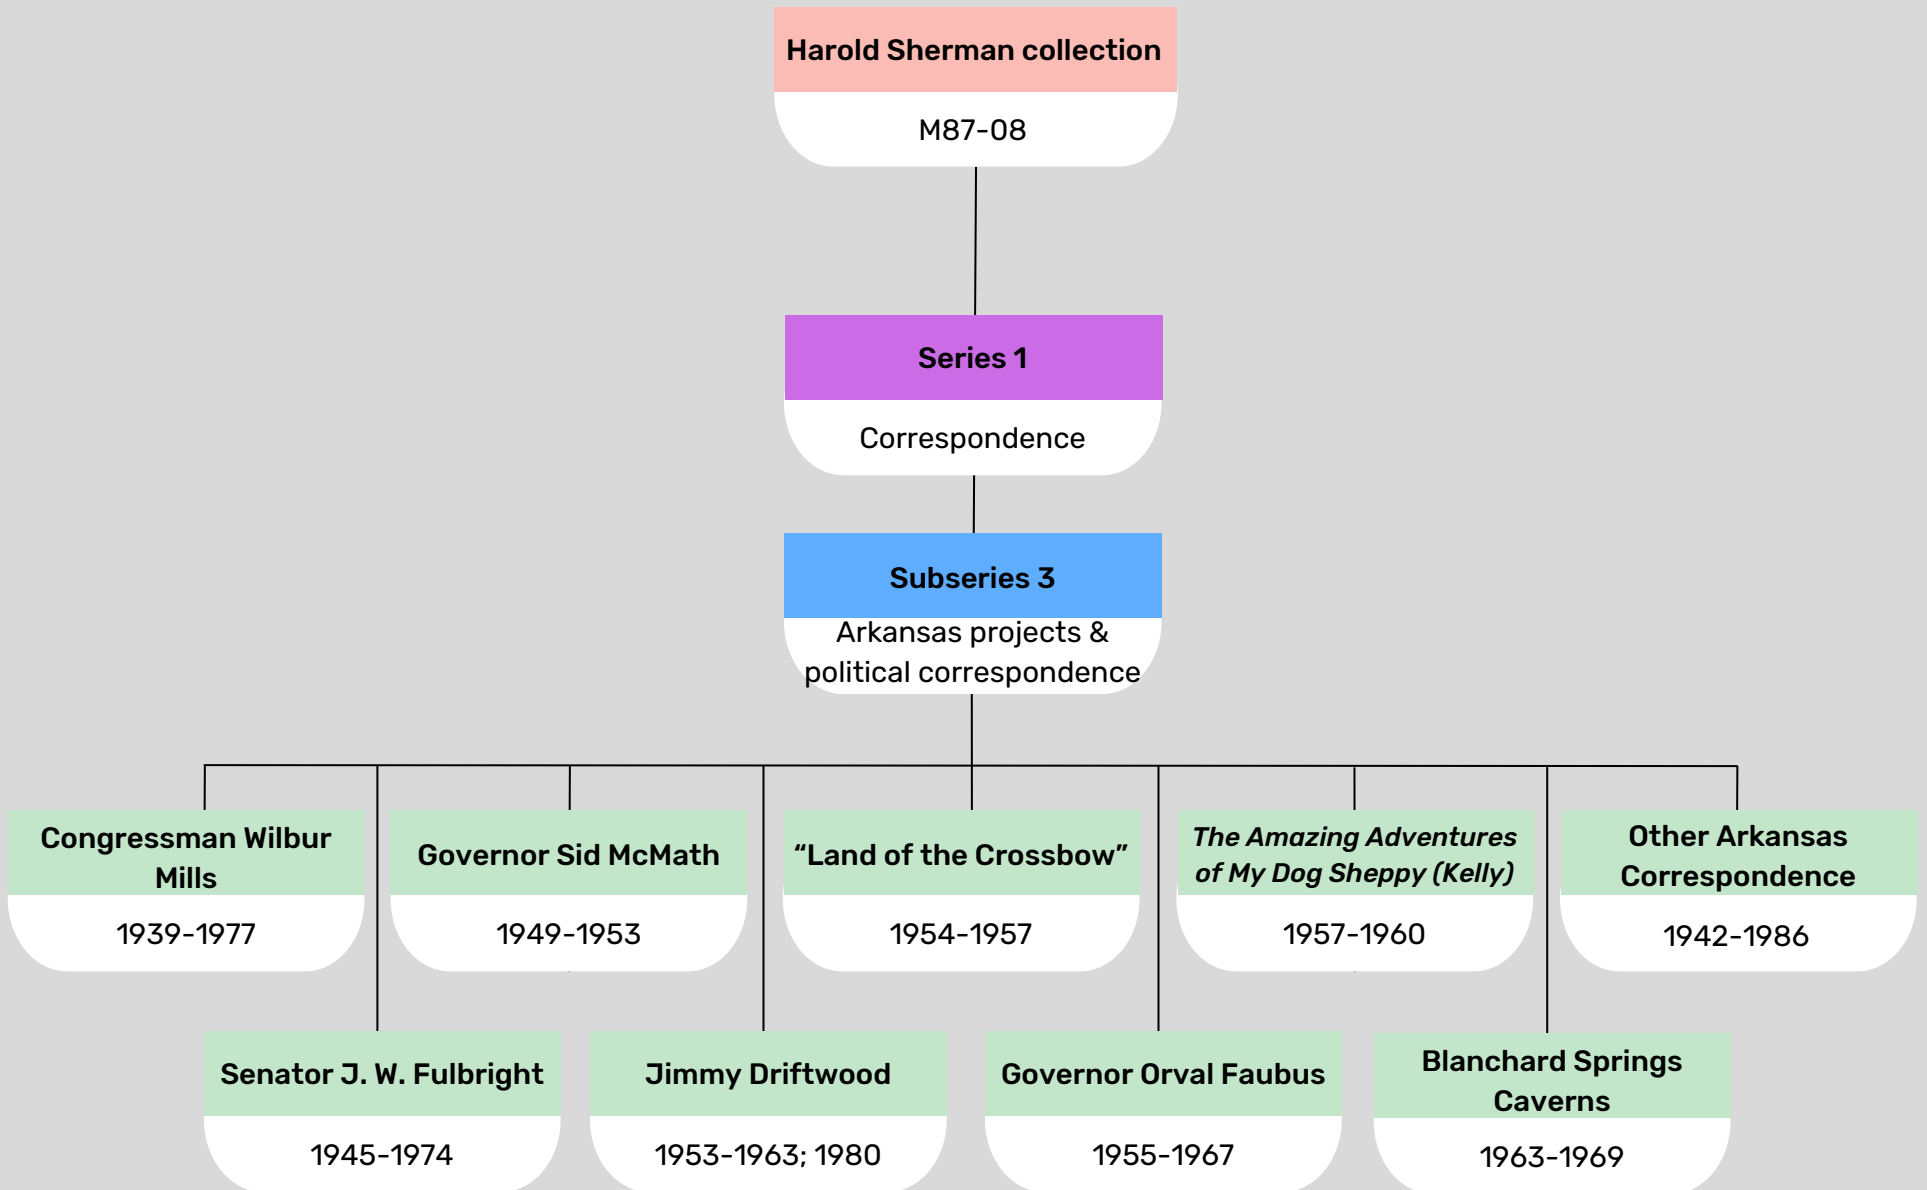 Harold Sherman collection
M87-08
Series 1
Correspondence
Subseries 3
Arkansas projects &
political correspondence
Congressman Wilbur
Mills
1939-1977
Governor Sid McMath
1949-1953
“Land of the Crossbow”
1954-1957
The Amazing Adventures
of My Dog Sheppy (Kelly)
1957-1960
Other Arkansas
Correspondence
1942-1986
Senator J. W. Fulbright
1945-1974
Jimmy Driftwood
1953-1963; 1980
Governor Orval Faubus
1955-1967
Blanchard Springs
Caverns
1963-1969